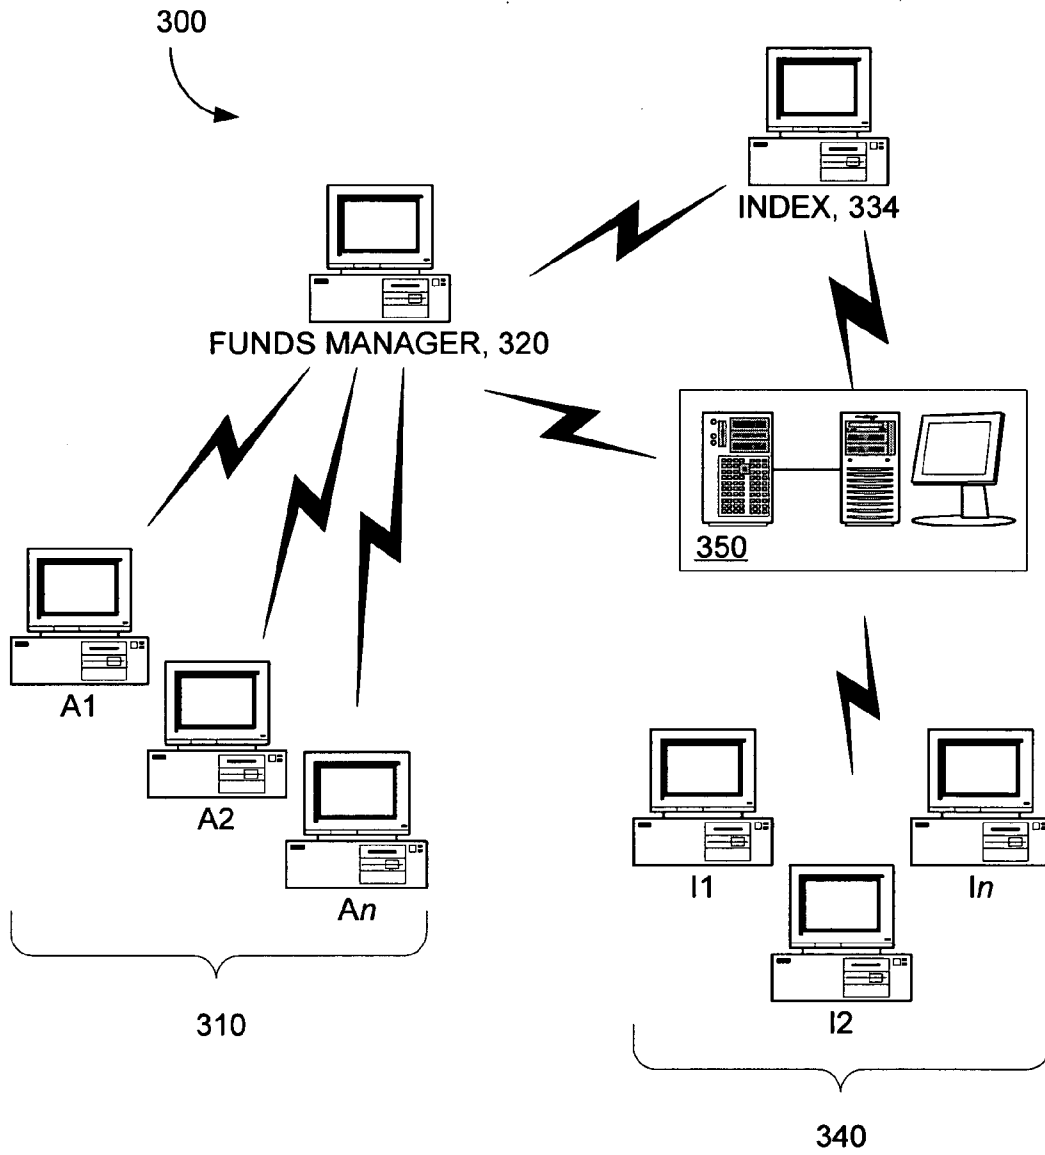 300
INDEX, 334
FUNDS MANAGER, 320
350
A1
A2
An
I1
In
I2
310
340